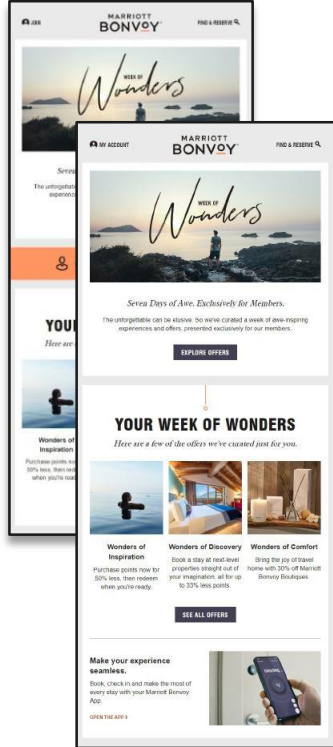 JOIN
MARRIOTT
BONVOY
FIND & RESERVE
WEEK OF
Wonders
The unforgettable
YOU
Here are
Wonders of
Inspiration
Purchase points now
50% less, then
when you're
MY ACCOUNT
MARRIOTT
BONVOY
FIND & RESERVE
WEEK OF
Wonders
Seven Days of Awe. Exclusively for Members.
The unforgettable can be elusive. So we've curated a week of awe-inspiring
experiences and offers, presented exclusively for our members.
EXPLORE OFFERS
YOUR WEEK OF WONDERS
Here are a few of the offers we've curated just for you.
Wonders of
Inspiration
Purchase points now for
50% less, then redeem
when you're ready.
Wonders of Discovery
Book a stay at next-level
properties straight out of
your imagination, all for up
to 33% less points.
Wonders of Comfort
Bring the joy of travel
home with 30% off Marriott
Bonvoy Boutiques.
SEE ALL OFFERS
Make your experience
seamless.
Book, check in and make the most of
every stay with your Marriott Bonvoy
App.
OPEN THE APP